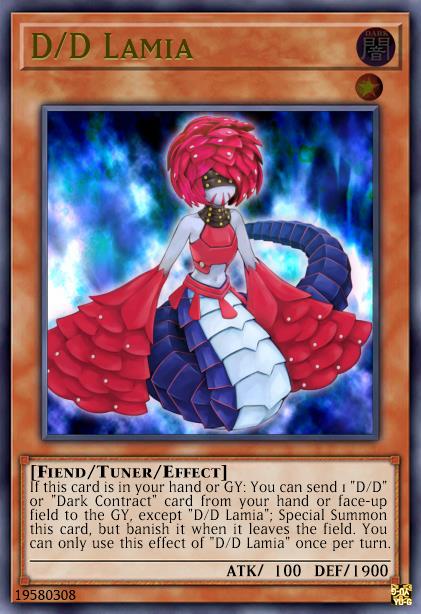 D/D Lamia
DARK
闇
[Fiend/Tuner/Effect]
If this card is in your hand or GY: You can send 1 "D/D"
or "Dark Contract" card from your hand or face-up
field to the GY, except "D/D Lamia"; Special Summon
this card, but banish it when it leaves the field. You
can only use this effect of "D/D Lamia" once per turn.
ATK/ 100 DEF/1900
19580308